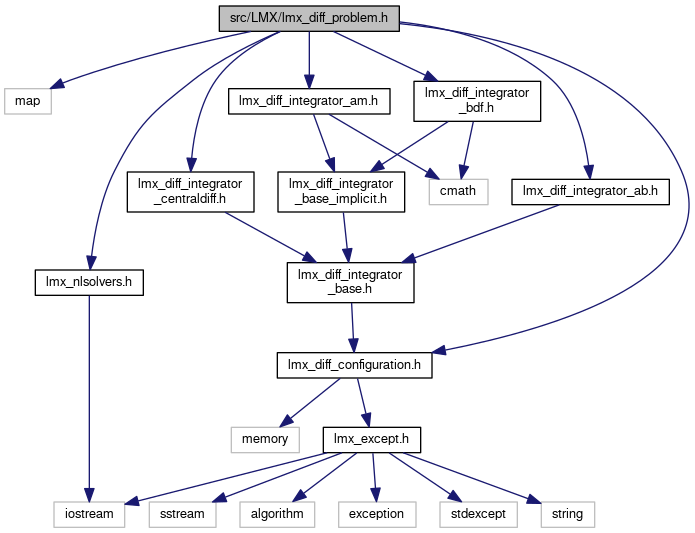 src/LMX/lmx_diff_problem.h
map
lmx_diff_integrator_am.h
lmx_diff_integrator
_bdf.h
lmx_diff_integrator
_centraldiff.h
lmx_diff_integrator
_base_implicit.h
cmath
lmx_diff_integrator_ab.h
lmx_nlsolvers.h
lmx_diff_integrator
_base.h
lmx_diff_configuration.h
memory
lmx_except.h
iostream
sstream
algorithm
exception
stdexcept
string